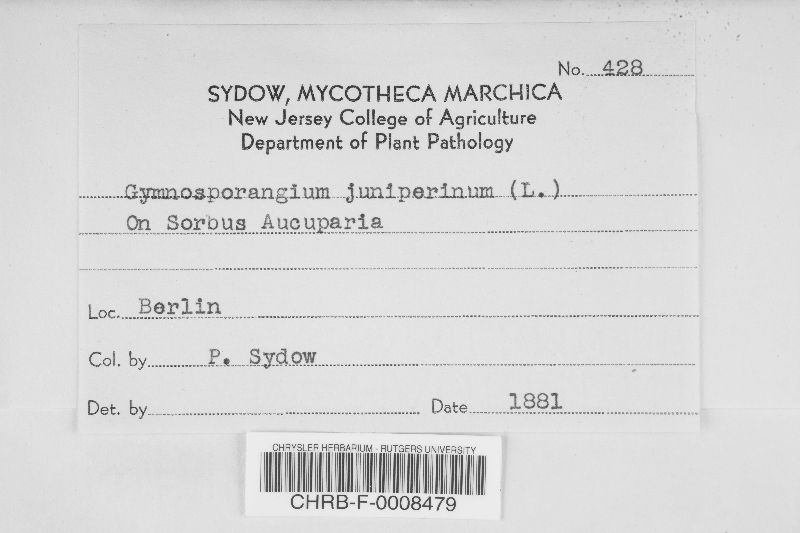 No. 428
SYDOW, MYCOTHECA MARCHICA
New Jersey College of Agriculture
Department of Plant Pathology
Gymnosporangium juniperinum (L.)
On Sorbus Aucuparia
Loc. Berlin
Col. by P. Sydow
Det. by Date 1881
CHRYSLER HERBARIUM - RUTGERS UNIVERSITY
CHRB-F-0008479